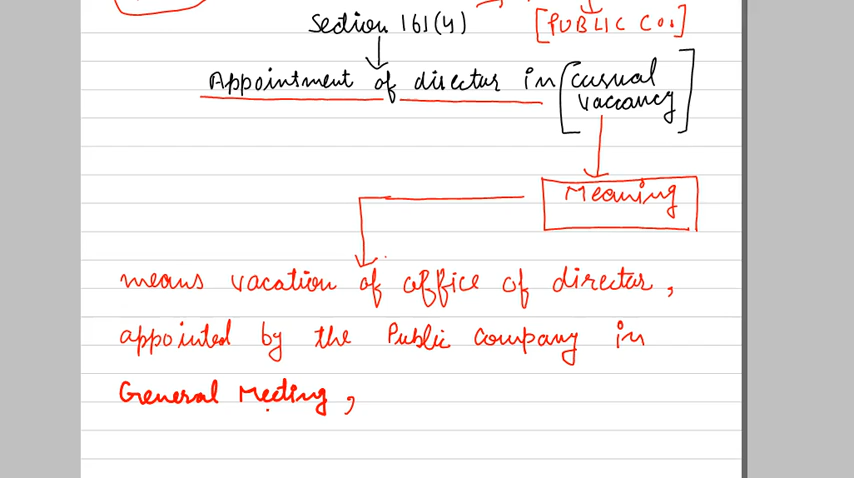 Section 161(4)
[PUBLIC CO.]
Appointment of director in [casual
vaccancy]
Meaning
means vacation of office of director,
appointed by the Public company in
General Meeting,